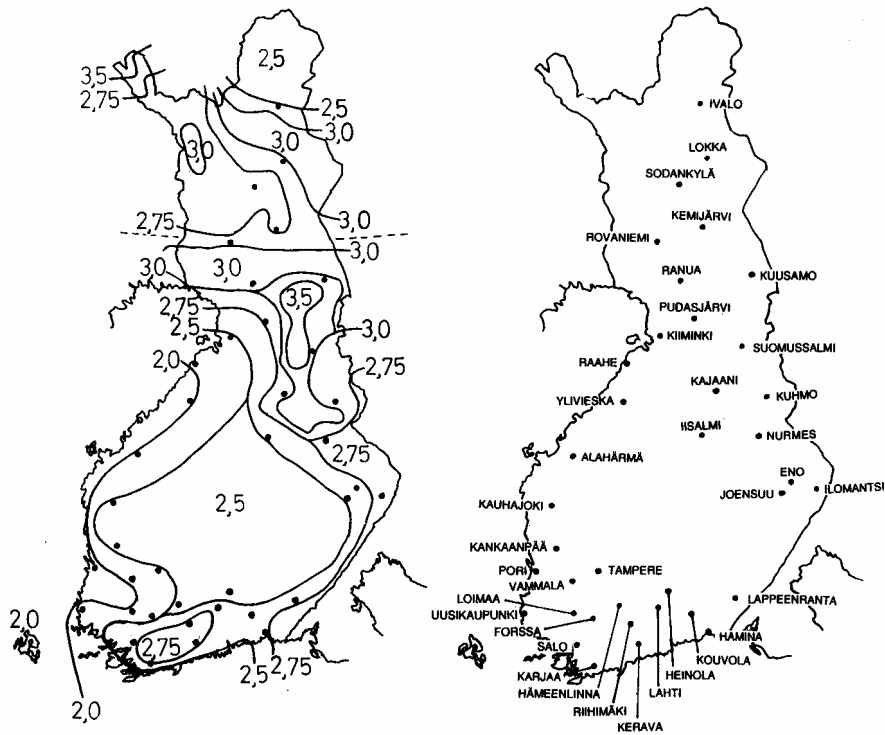 2,5
3,5
2,75
2,5
3,0
3,0
3,0
2,75
3,0
3,0
3,0
3,0
3,5
2,75
2,5
3,0
2,0
2,75
2,75
2,5
2,0
2,75
2,5
2,75
2,0
IVALO
LOKKA
SODANKYLÄ
KEMIJÄRVI
ROVANIEMI
RANUA
KUUSAMO
PUDASJÄRVI
KIIMINKI
SUOMUSSALMI
RAAHE
KAJAANI
YLIVIESKA
KUHMO
IISALMI
NURMES
ALAHÄRMÄ
ENO
JOENSUU
ILOMANTSI
KAUHAJOKI
KANKAANPÄÄ
PORI
TAMPERE
VAMMALA
LAPPEENRANTA
LOIMAA
UUSIKAUPUNKI
FORSSA
HAMINA
SALO
KOUVOLA
KARJAA
HEINOLA
HÄMEENLINNA
LAHTI
RIIHIMÄKI
KERAVA